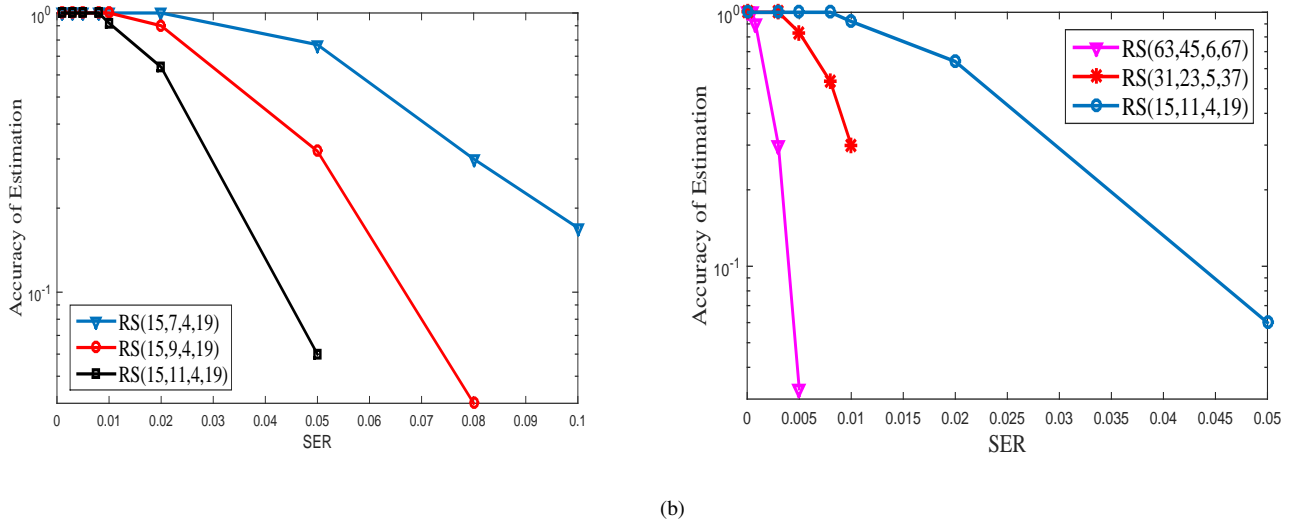 10^0
10^-1
Accuracy of Estimation
RS(15,7,4,19)
RS(15,9,4,19)
RS(15,11,4,19)
0 0.01 0.02 0.03 0.04 0.05 0.06 0.07 0.08 0.09 0.1
SER
10^0
10^-1
Accuracy of Estimation
RS(63,45,6,67)
RS(31,23,5,37)
RS(15,11,4,19)
0 0.005 0.01 0.015 0.02 0.025 0.03 0.035 0.04 0.045 0.05
SER
(b)